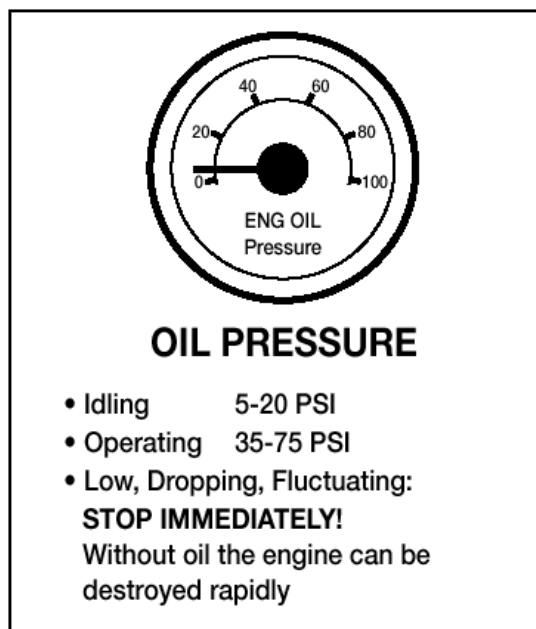 40 60
20 80
0 100
ENG OIL
Pressure
OIL PRESSURE
• Idling 5-20 PSI
• Operating 35-75 PSI
• Low, Dropping, Fluctuating:
STOP IMMEDIATELY!
Without oil the engine can be
destroyed rapidly